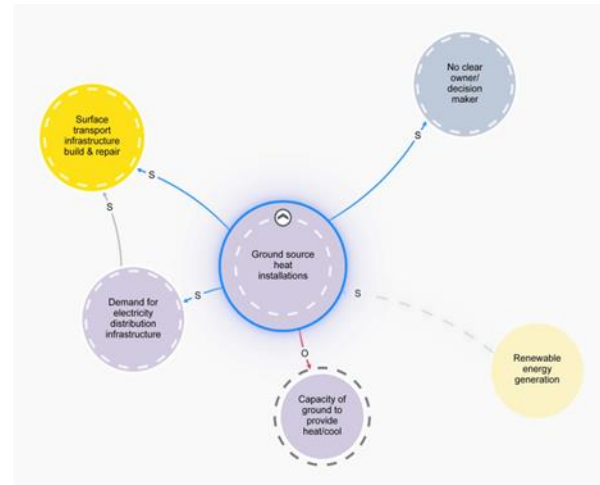 No clear
owner/
decision
maker
Surface
transport
infrastructure
build & repair
S
S
S
Ground source
heat
installations
S
S
Demand for
electricity
distribution
infrastructure
O
Renewable
energy
generation
Capacity of
ground to
provide
heat/cool